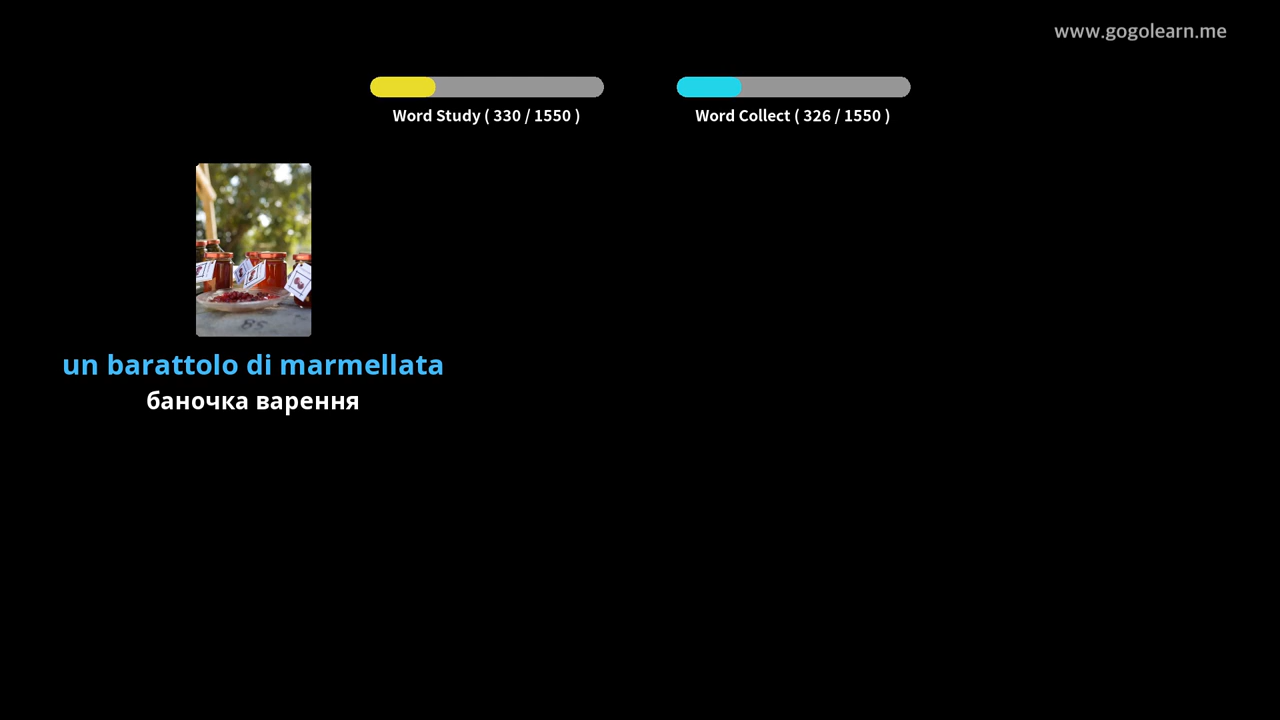 www.gogolearn.me
Word Study ( 330 / 1550 )
Word Collect ( 326 / 1550 )
un barattolo di marmellata
баночка варення